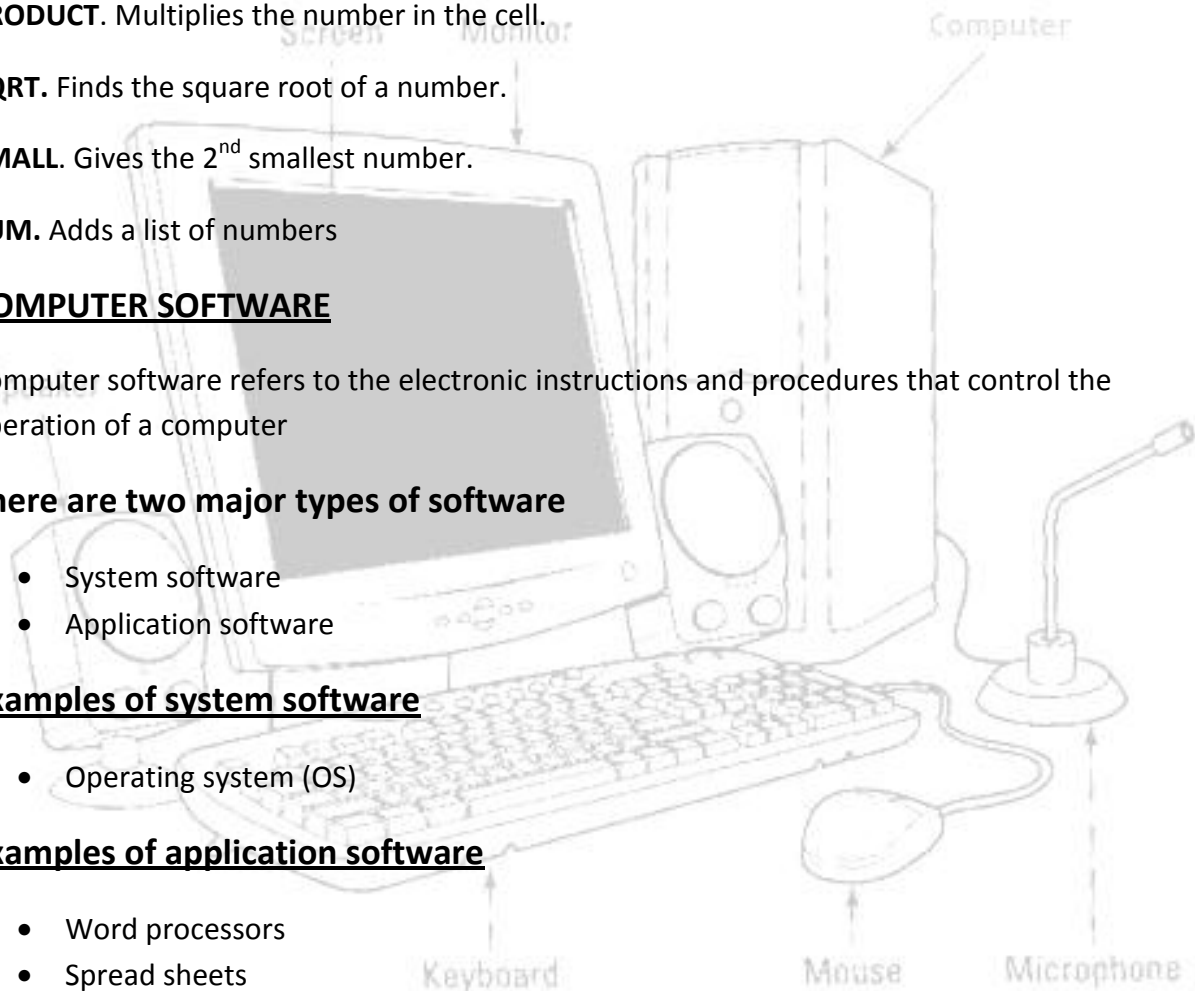 RODUCT. Multiplies the number in the cell.
Screen Monitor Computer
QRT. Finds the square root of a number.
MALL. Gives the 2nd smallest number.
UM. Adds a list of numbers
OMPUTER SOFTWARE
omputer software refers to the electronic instructions and procedures that control the
peration of a computer
here are two major types of software
• System software
• Application software
xamples of system software
• Operating system (OS)
xamples of application software
• Word processors
• Spread sheets
Keyboard Mouse Microphone